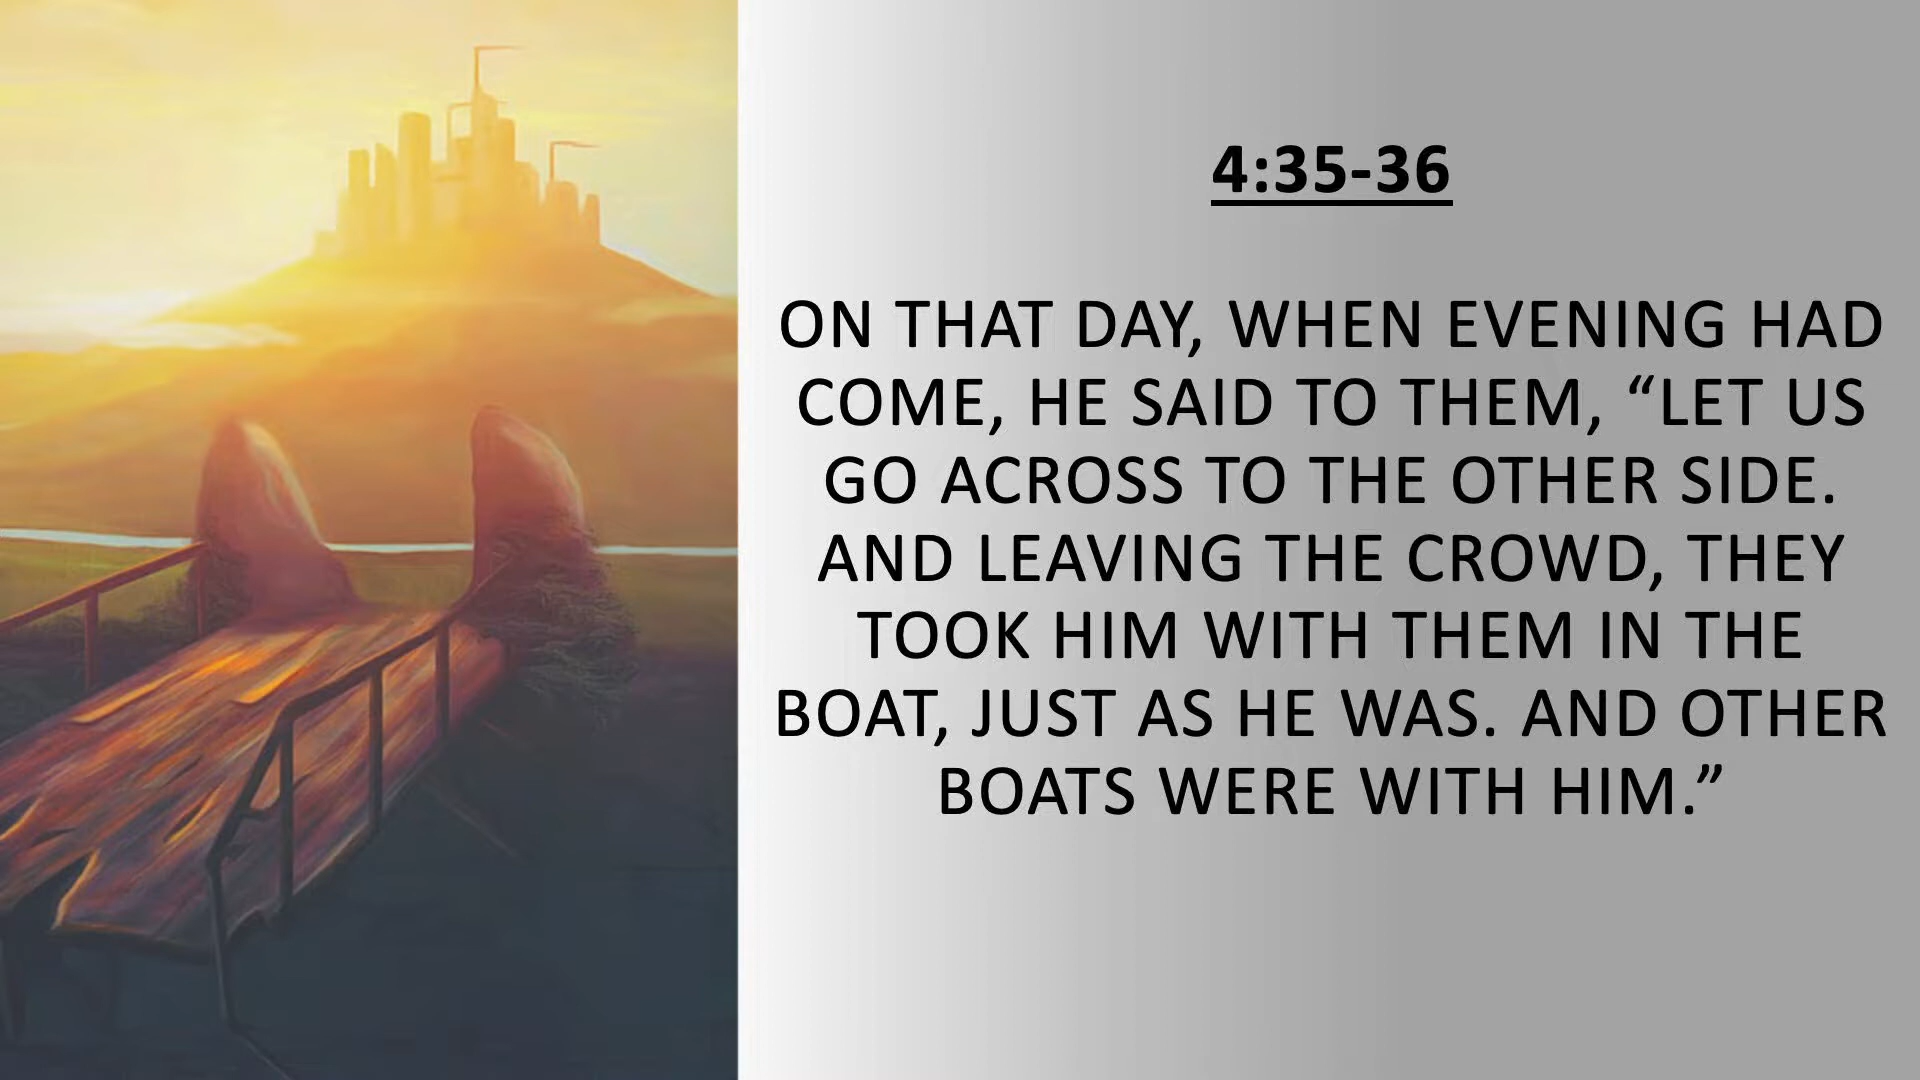 4:35-36
ON THAT DAY, WHEN EVENING HAD
COME, HE SAID TO THEM, “LET US
GO ACROSS TO THE OTHER SIDE.
AND LEAVING THE CROWD, THEY
TOOK HIM WITH THEM IN THE
BOAT, JUST AS HE WAS. AND OTHER
BOATS WERE WITH HIM.”